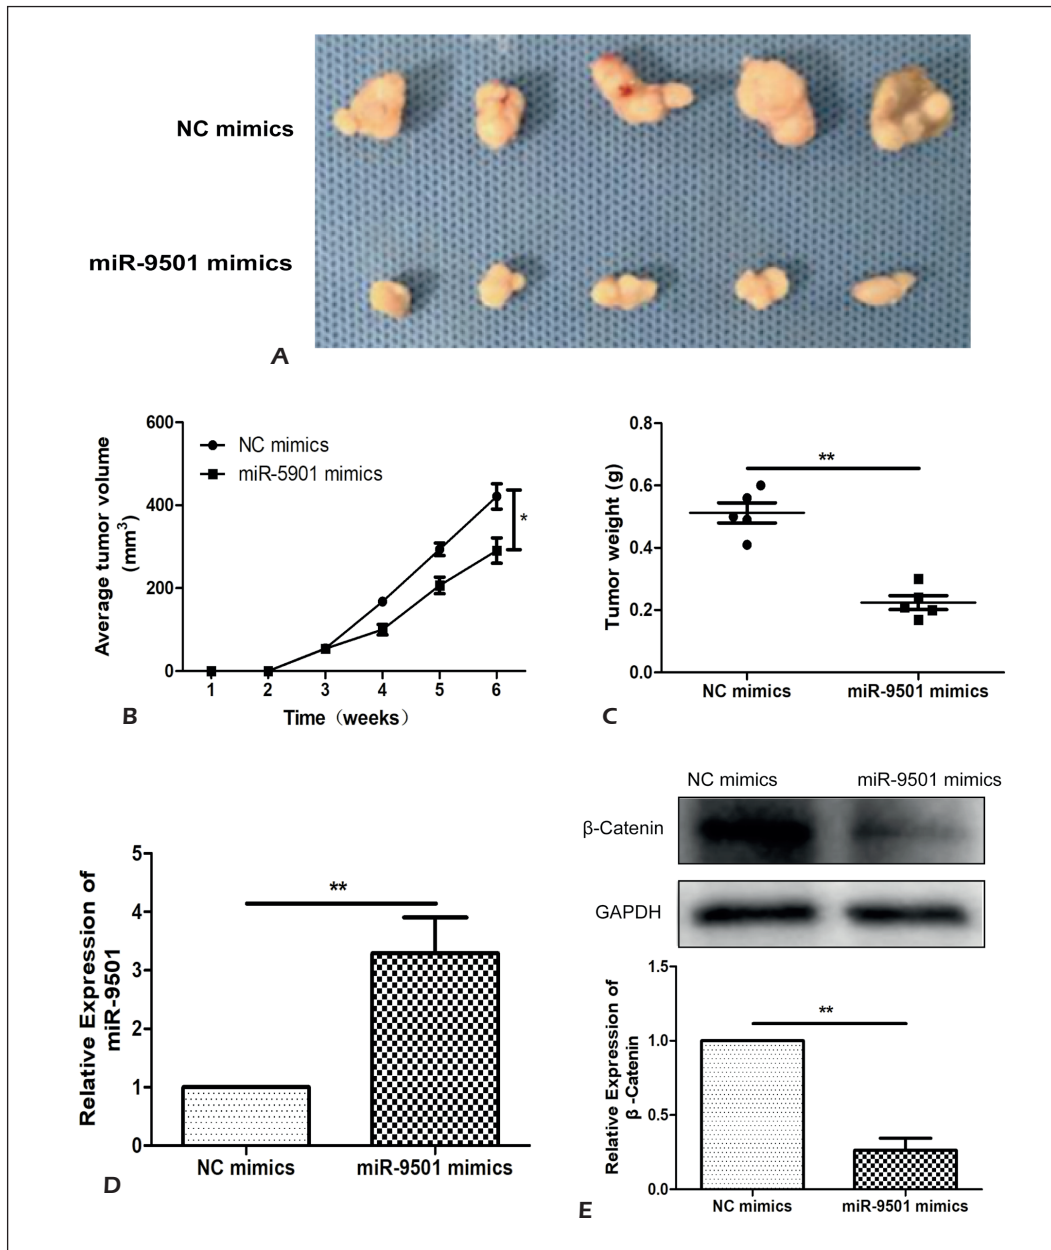 NC mimics
miR-9501 mimics
A
600
400
200
0
Average tumor volume
(mm³)
NC mimics
miR-5901 mimics
*
1 2 3 4 5 6
Time（weeks）
B
0.8
0.6
0.4
0.2
0.0
Tumor weight (g)
**
NC mimics miR-9501 mimics
C
5
4
3
2
1
0
Relative Expression of
miR-9501
**
NC mimics miR-9501 mimics
D
NC mimics miR-9501 mimics
β-Catenin
GAPDH
1.5
1.0
0.5
0.0
Relative Expression of
β -Catenin
**
NC mimics miR-9501 mimics
E